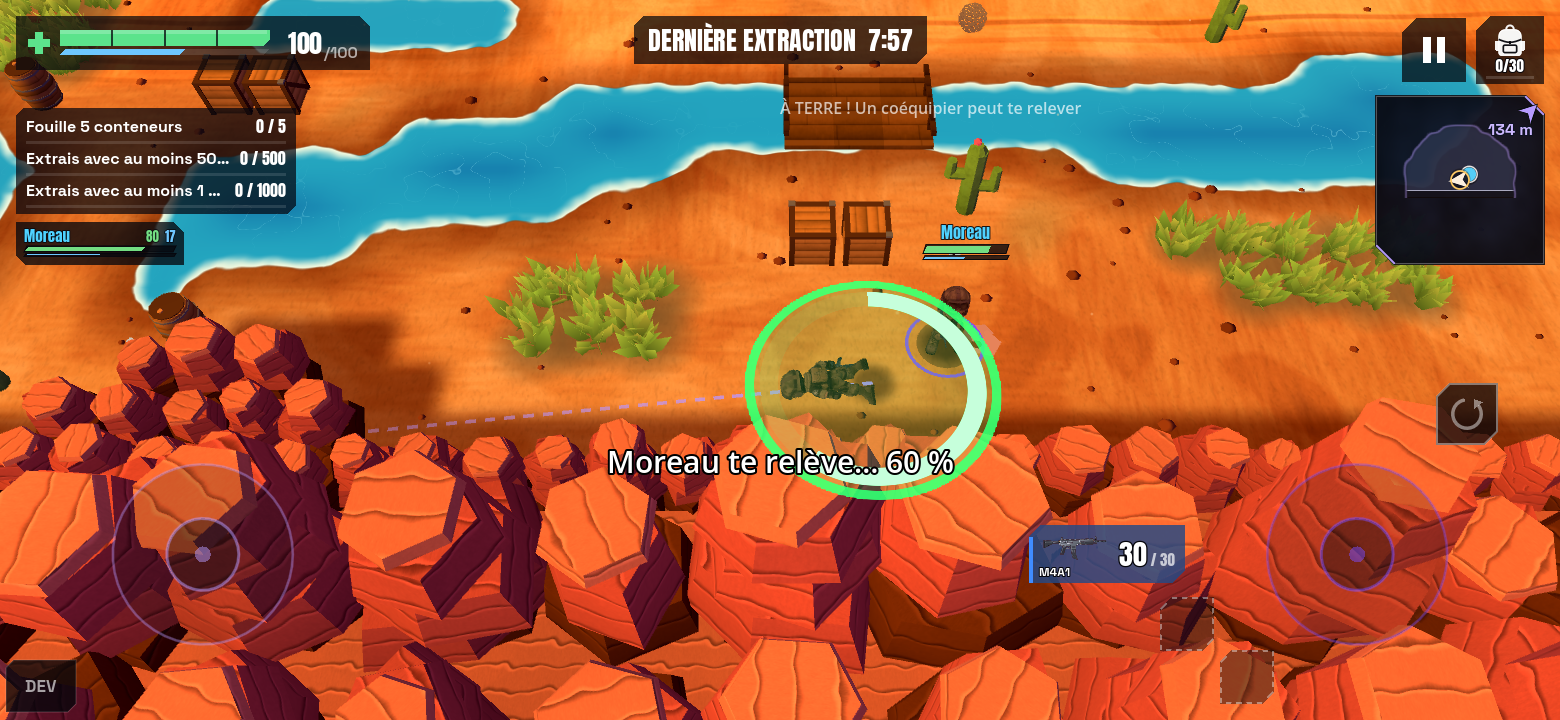 100/100
DERNIÈRE EXTRACTION 7:57
0/30
À TERRE ! Un coéquipier peut te relever
134 m
Fouille 5 conteneurs 0 / 5
Extrais avec au moins 50... 0 / 500
Extrais avec au moins 1 ... 0 / 1000
Moreau 80 17
Moreau
Moreau te relève... 60 %
30 / 30
M4A1
DEV